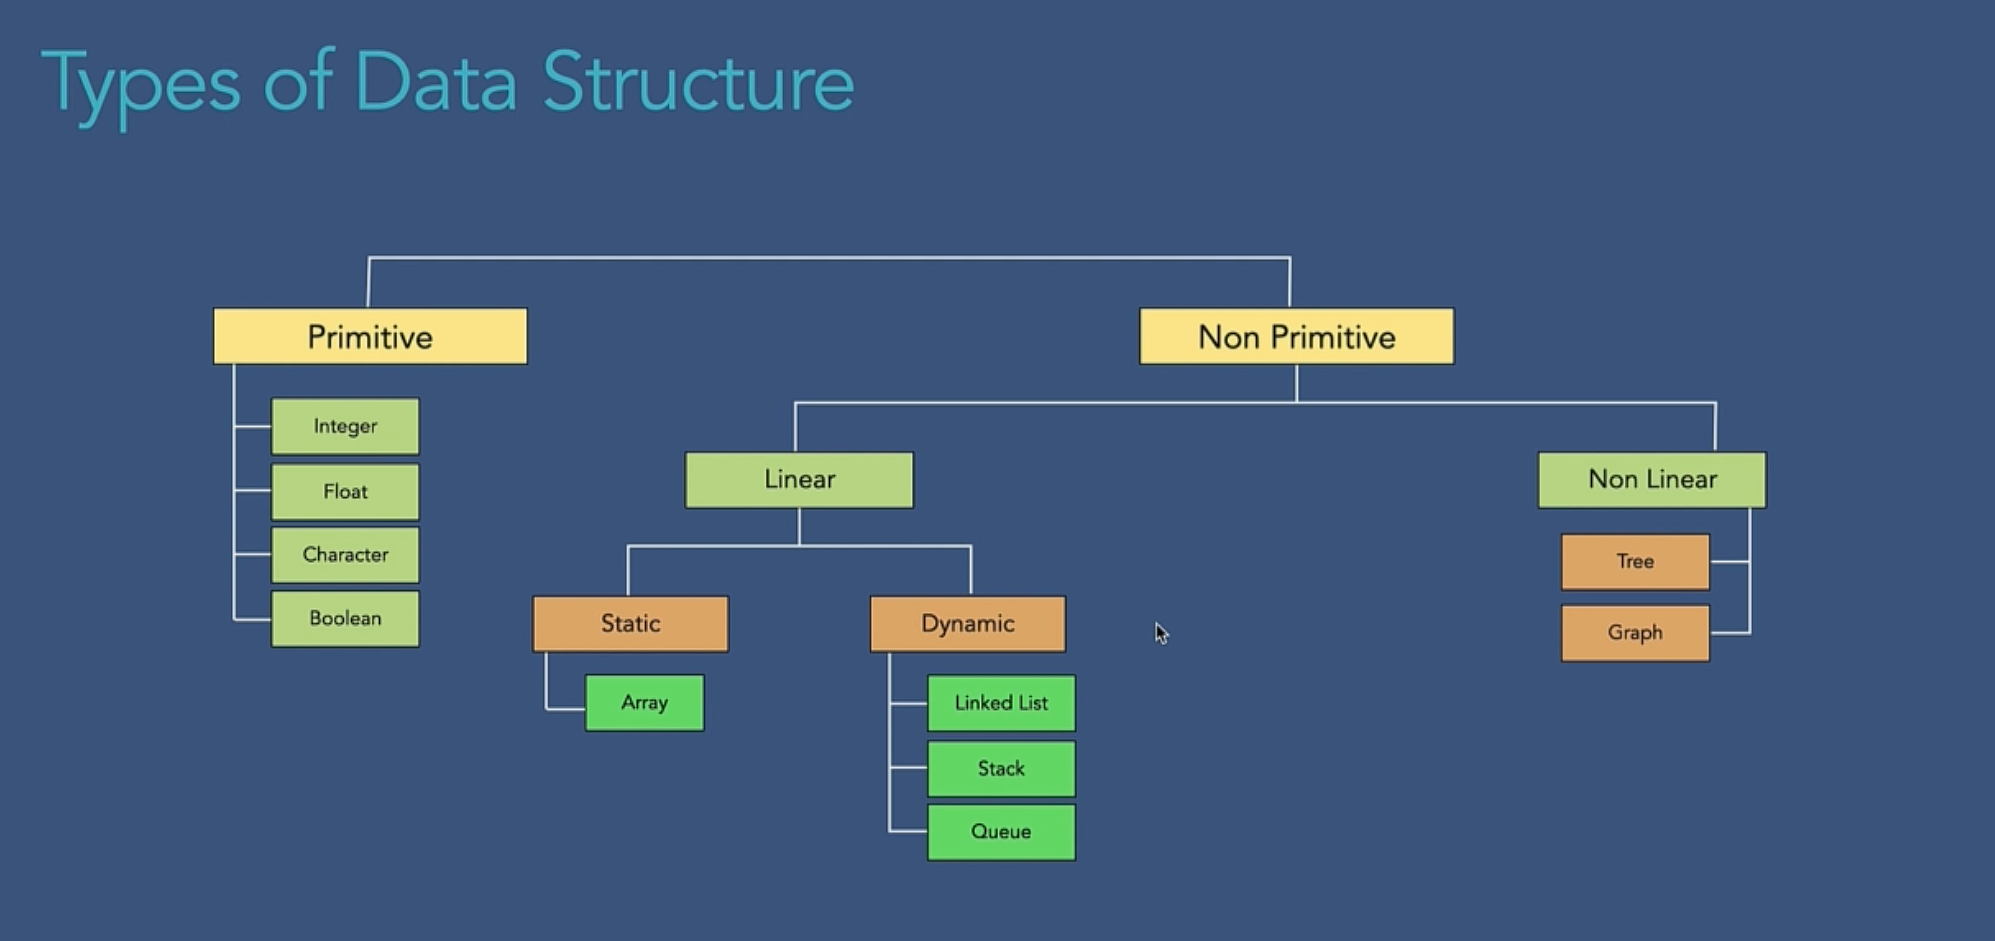 Types of Data Structure
Primitive
Non Primitive
Integer
Float
Character
Boolean
Linear
Non Linear
Static
Dynamic
Tree
Graph
Array
Linked List
Stack
Queue